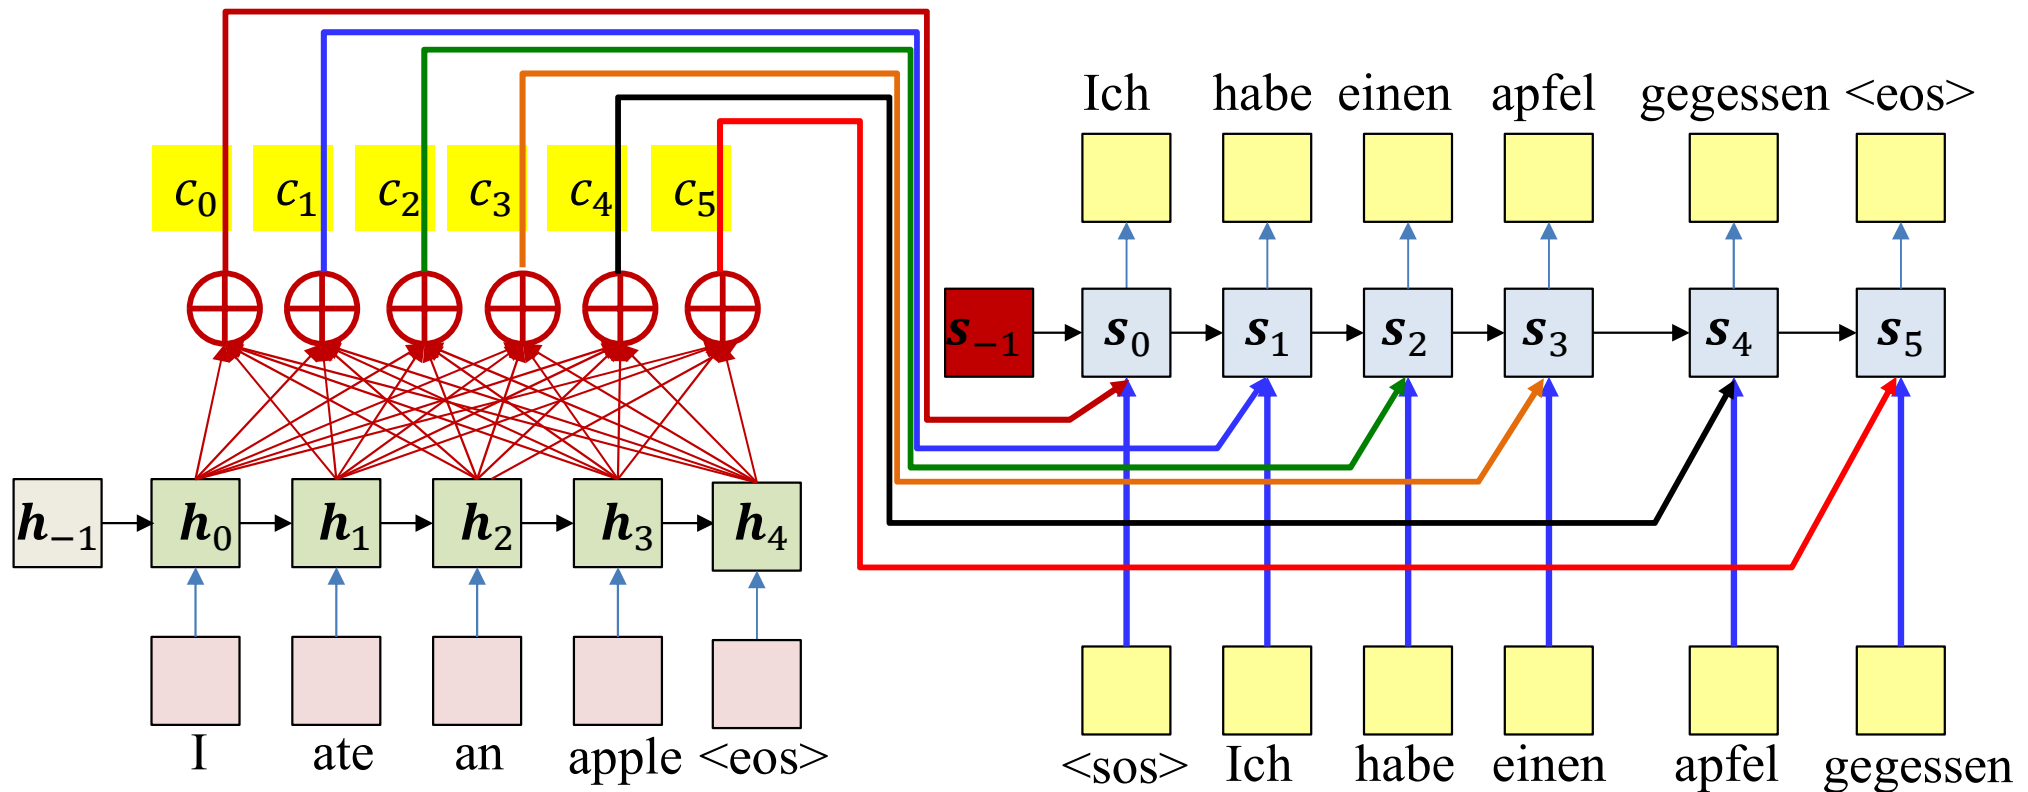 Ich habe einen apfel gegessen <eos>
c0 c1 c2 c3 c4 c5
s−1 s0 s1 s2 s3 s4 s5
h−1 h0 h1 h2 h3 h4
I ate an apple <eos>
<sos> Ich habe einen apfel gegessen